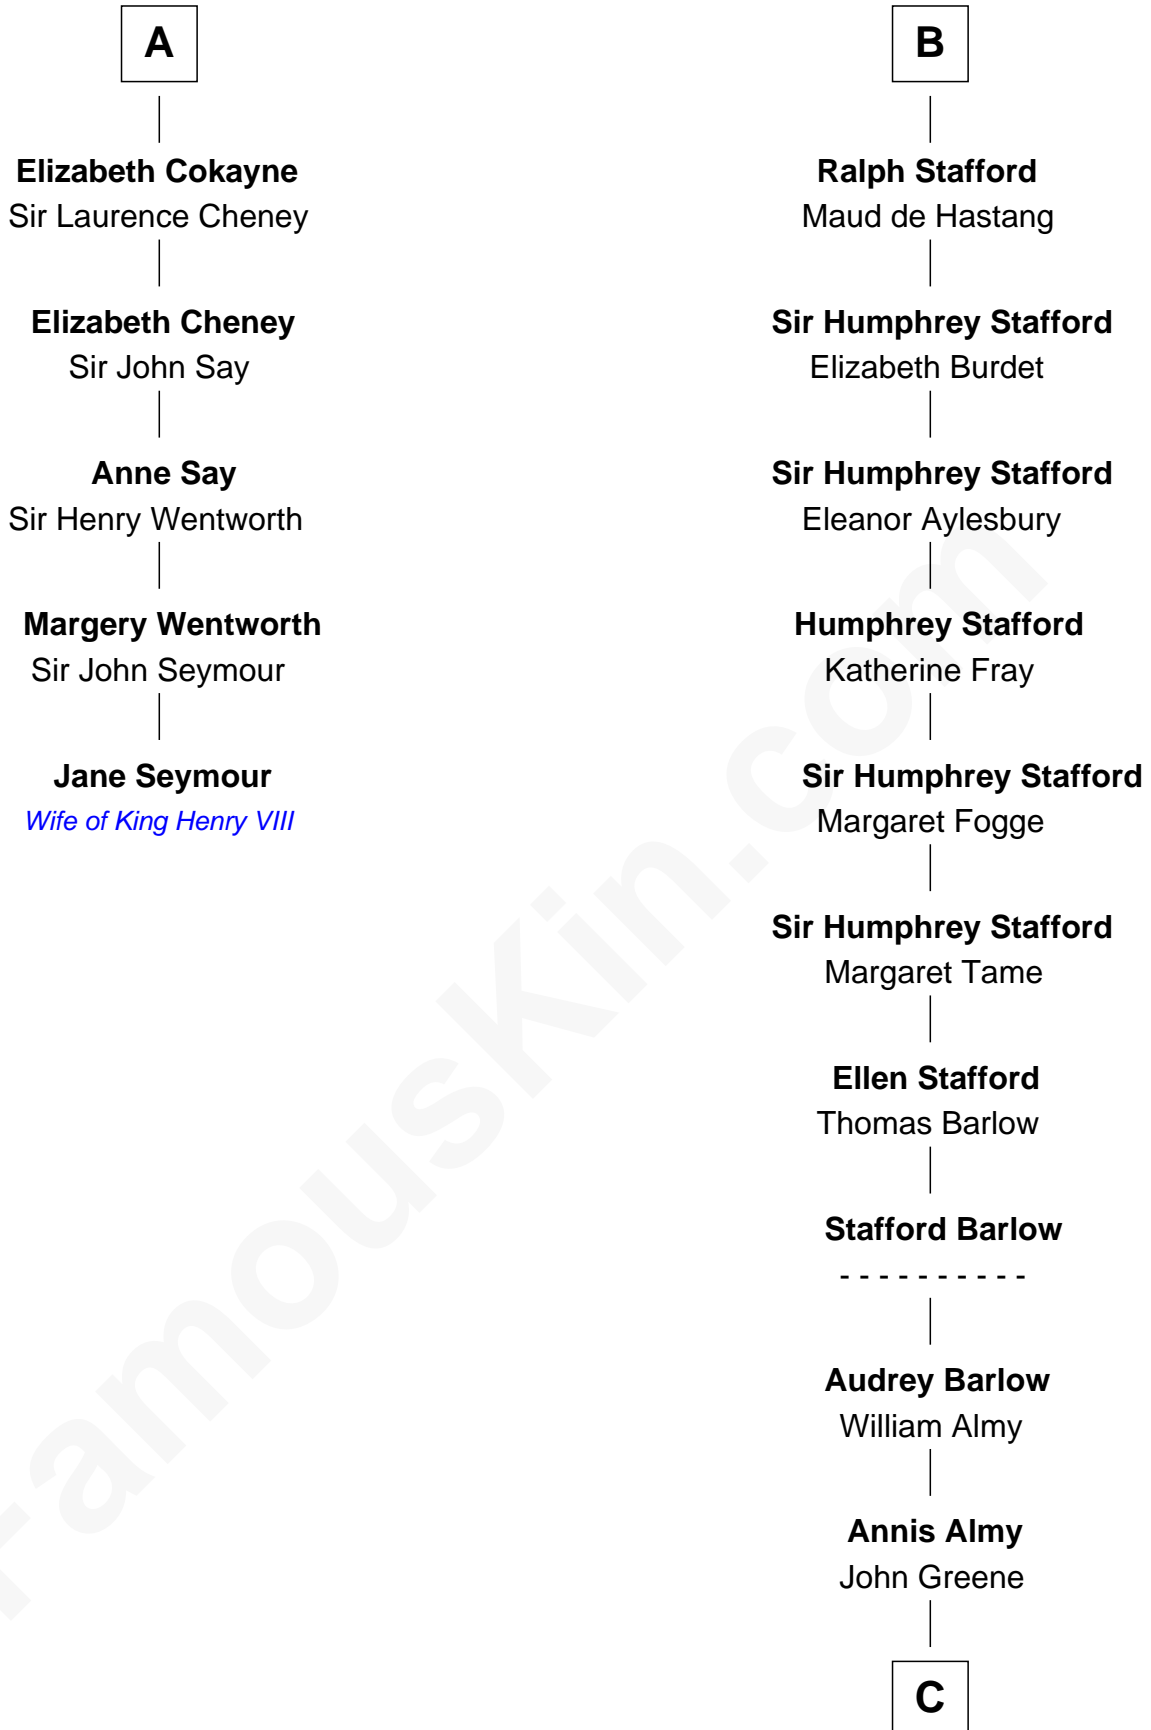 A
Elizabeth Cokayne
Sir Laurence Cheney
Elizabeth Cheney
Sir John Say
Anne Say
Sir Henry Wentworth
Margery Wentworth
Sir John Seymour
Jane Seymour
Wife of King Henry VIII
B
Ralph Stafford
Maud de Hastang
Sir Humphrey Stafford
Elizabeth Burdet
Sir Humphrey Stafford
Eleanor Aylesbury
Humphrey Stafford
Katherine Fray
Sir Humphrey Stafford
Margaret Fogge
Sir Humphrey Stafford
Margaret Tame
Ellen Stafford
Thomas Barlow
Stafford Barlow
- - - - - - - - - -
Audrey Barlow
William Almy
Annis Almy
John Greene
C
FamousKin.com